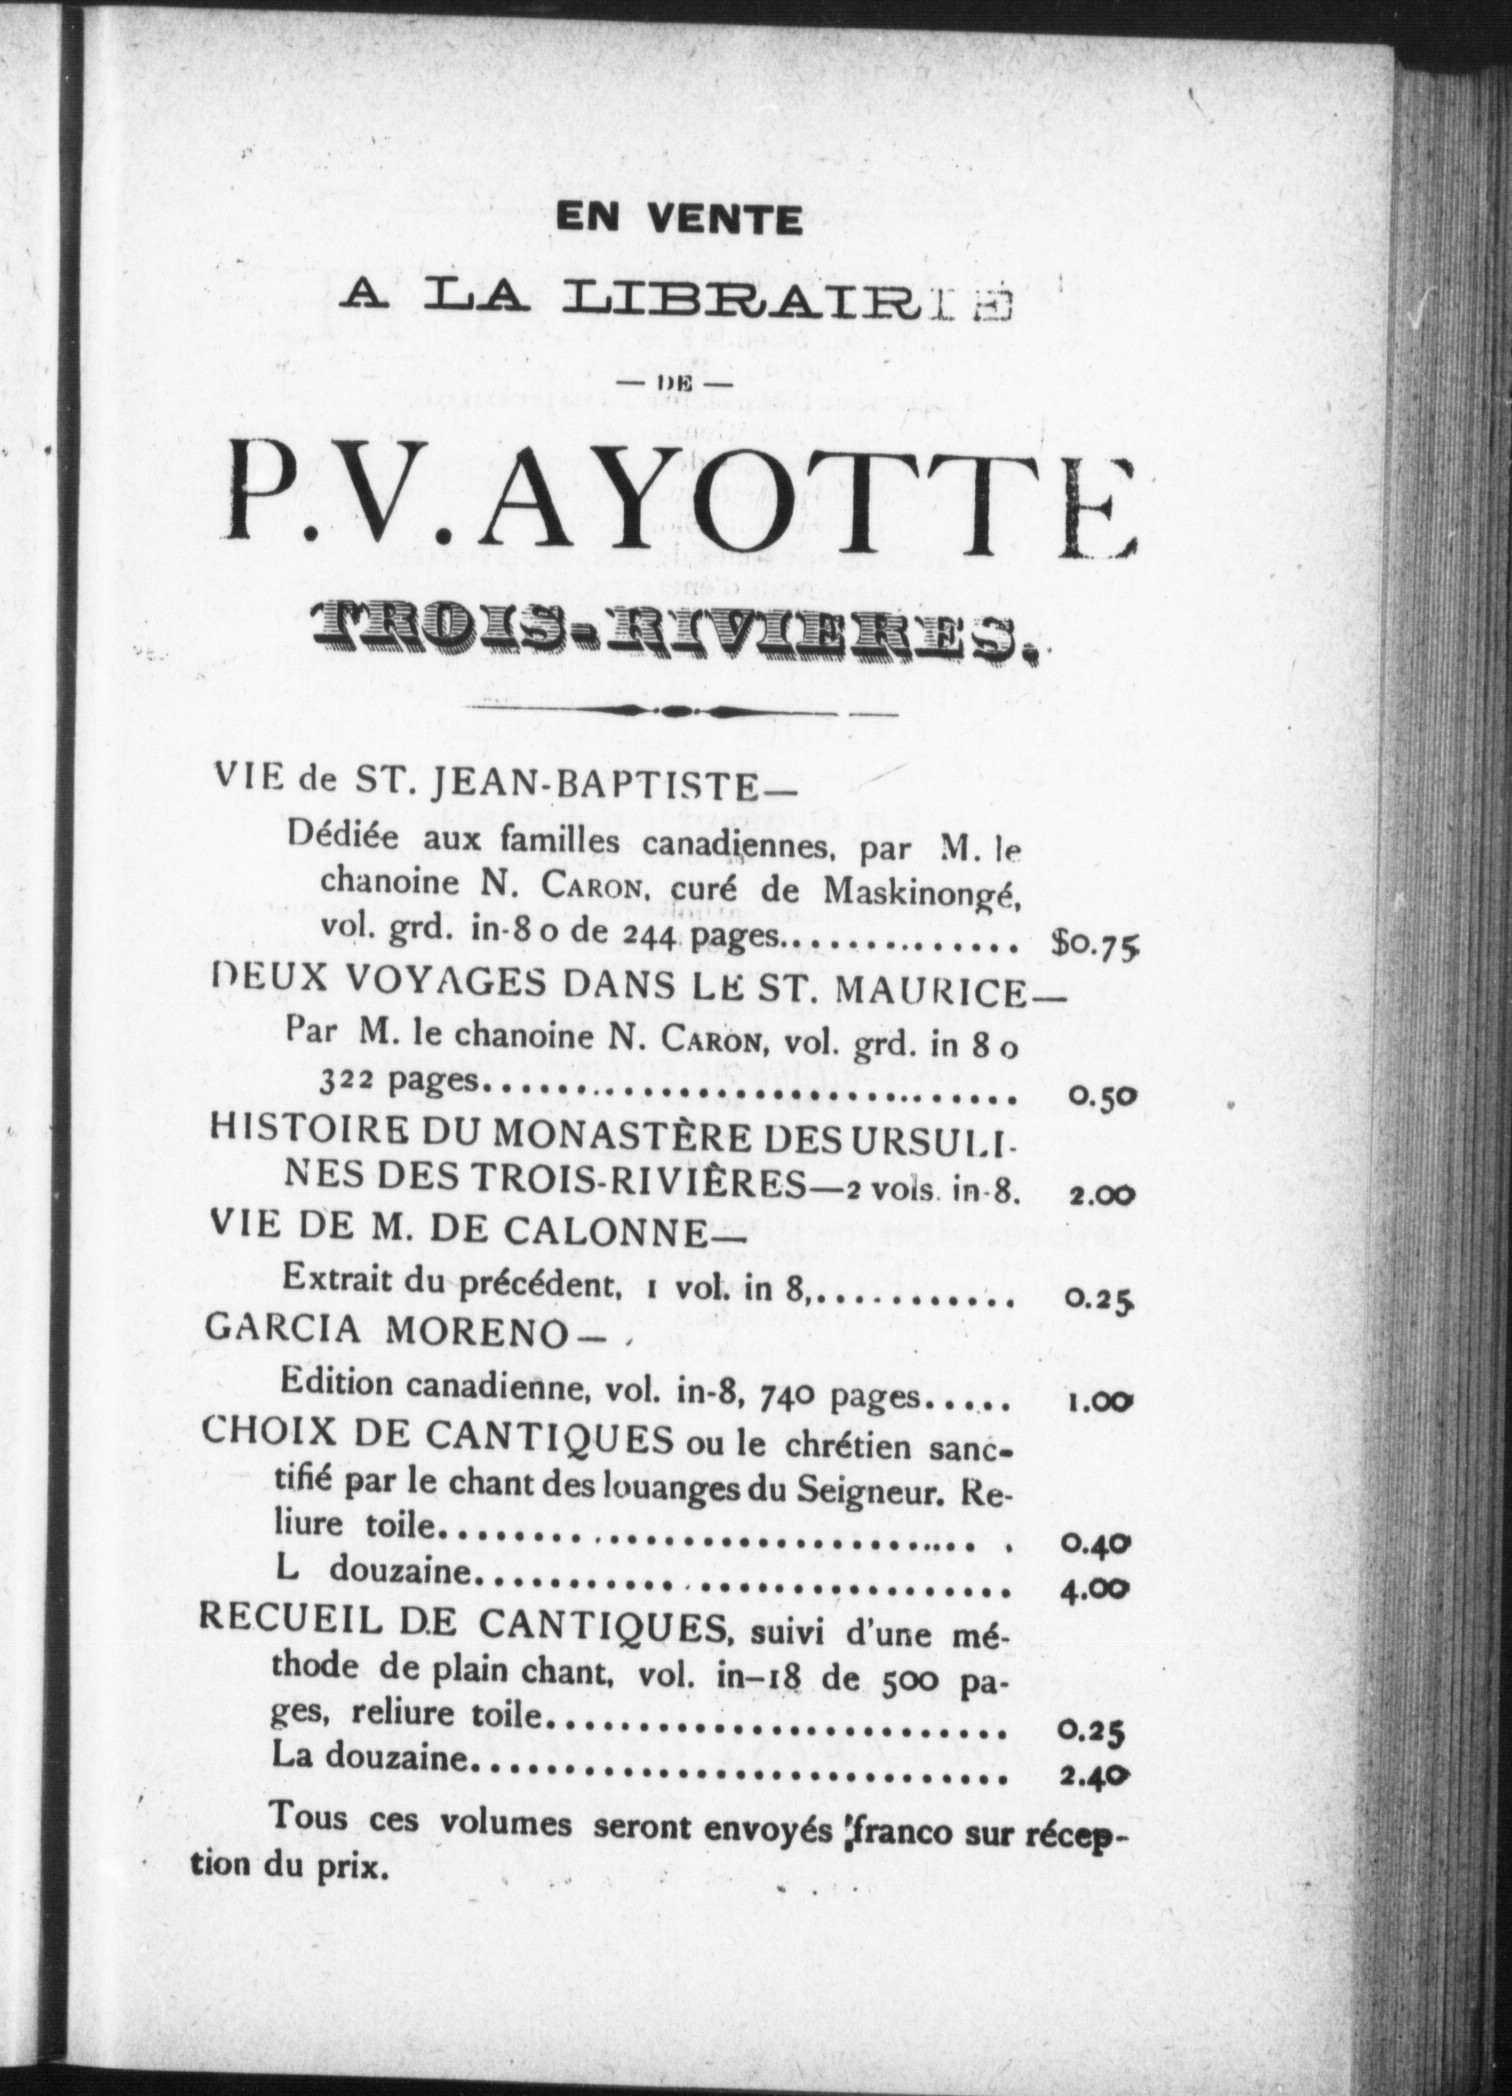 EN VENTE
A LA LIBRAIRIE
— DE —
P. V. AYOTTE
TROIS-RIVIERES.
VIE de ST. JEAN-BAPTISTE—
Dédiée aux familles canadiennes, par M. le
chanoine N. CARON, curé de Maskinongé,
vol. grd. in-8 o de 244 pages.............. $0.75
DEUX VOYAGES DANS LE ST. MAURICE—
Par M. le chanoine N. CARON, vol. grd. in 8 o
322 pages.............................. 0.50
HISTOIRE DU MONASTÈRE DES URSULI-
NES DES TROIS-RIVIÈRES—2 vols. in-8. 2.00
VIE DE M. DE CALONNE—
Extrait du précédent, 1 vol. in 8,........... 0.25
GARCIA MORENO—
Edition canadienne, vol. in-8, 740 pages..... 1.00
CHOIX DE CANTIQUES ou le chrétien sanc-
tifié par le chant des louanges du Seigneur. Re-
liure toile.............................. 0.40
L douzaine............................. 4.00
RECUEIL DE CANTIQUES, suivi d'une mé-
thode de plain chant, vol. in-18 de 500 pa-
ges, reliure toile......................... 0.25
La douzaine............................. 2.40
Tous ces volumes seront envoyés franco sur récep-
tion du prix.